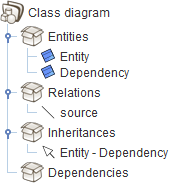 Class diagram
Entities
Entity
Dependency
Relations
source
Inheritances
Entity - Dependency
Dependencies